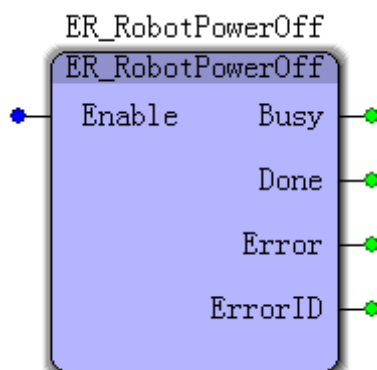 ER_RobotPowerOff
ER_RobotPowerOff
Enable Busy
Done
Error
ErrorID